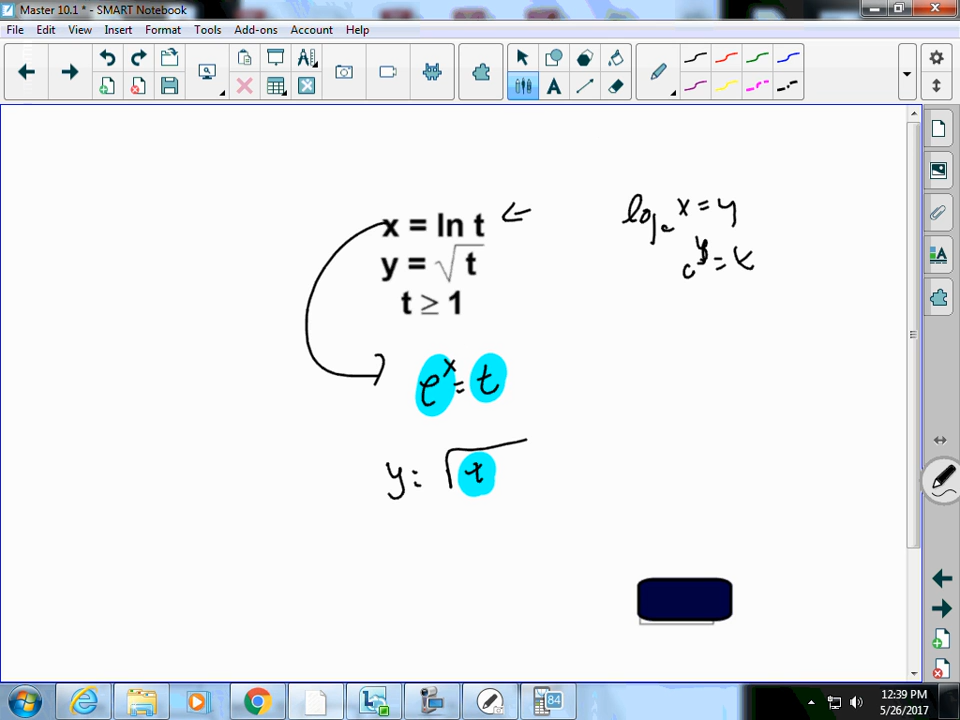 Master 10.1 * - SMART Notebook
File Edit View Insert Format Tools Add-ons Account Help
x = ln t ←
y = √t
t ≥ 1
e^x = t
y = √t
x = y
84
12:39 PM
5/26/2017